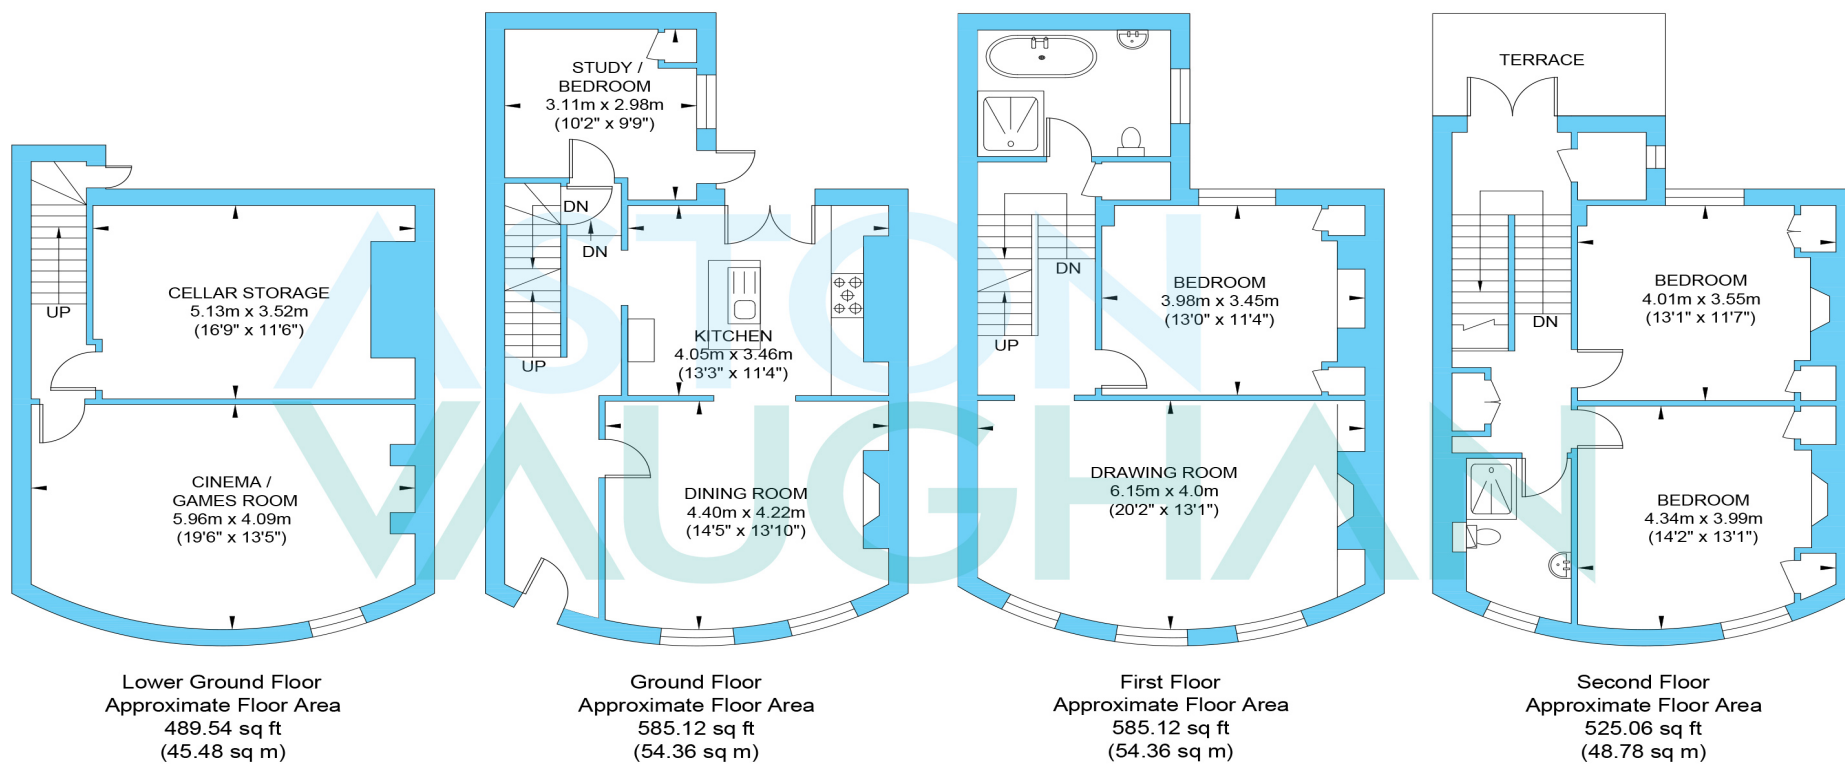 CELLAR STORAGE
5.13m x 3.52m
(16'9" x 11'6")
UP
CINEMA /
GAMES ROOM
5.96m x 4.09m
(19'6" x 13'5")
Lower Ground Floor
Approximate Floor Area
489.54 sq ft
(45.48 sq m)
STUDY /
BEDROOM
3.11m x 2.98m
(10'2" x 9'9")
DN
DN
UP
KITCHEN
4.05m x 3.46m
(13'3" x 11'4")
DINING ROOM
4.40m x 4.22m
(14'5" x 13'10")
Ground Floor
Approximate Floor Area
585.12 sq ft
(54.36 sq m)
DN
UP
BEDROOM
3.98m x 3.45m
(13'0" x 11'4")
DRAWING ROOM
6.15m x 4.0m
(20'2" x 13'1")
First Floor
Approximate Floor Area
585.12 sq ft
(54.36 sq m)
TERRACE
DN
BEDROOM
4.01m x 3.55m
(13'1" x 11'7")
BEDROOM
4.34m x 3.99m
(14'2" x 13'1")
Second Floor
Approximate Floor Area
525.06 sq ft
(48.78 sq m)
ASTON
VAUGHAN